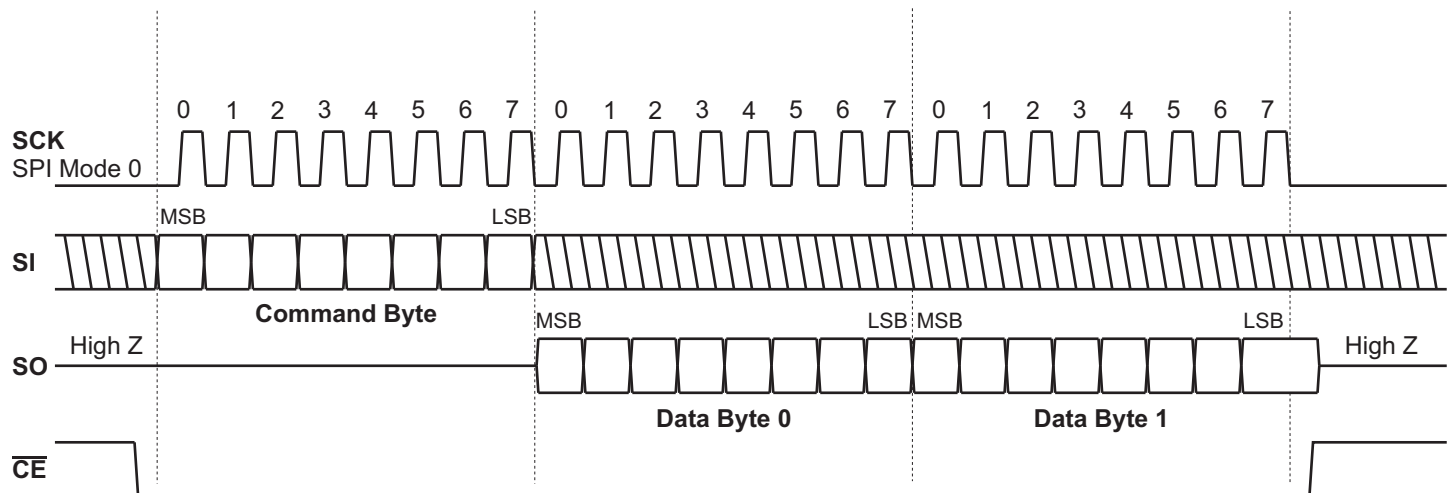 0 1 2 3 4 5 6 7 0 1 2 3 4 5 6 7 0 1 2 3 4 5 6 7
SCK
SPI Mode 0
MSB LSB
SI
Command Byte
MSB LSB MSB LSB
High Z High Z
SO
Data Byte 0 Data Byte 1
CE